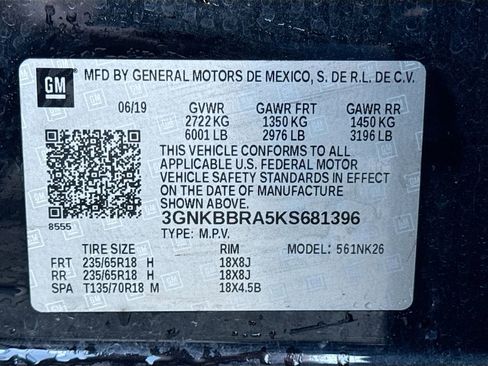 GM MFD BY GENERAL MOTORS DE MEXICO, S. DE R.L. DE C.V.
06/19 GVWR GAWR FRT GAWR RR
2722 KG 1350 KG 1450 KG
6001 LB 2976 LB 3196 LB
THIS VEHICLE CONFORMS TO ALL
APPLICABLE U.S. FEDERAL MOTOR
VEHICLE SAFETY STANDARDS IN EFFECT
ON THE DATE OF MANUFACTURE
3GNKBBRA5KS681396
8555 TYPE: M.P.V.
TIRE SIZE RIM MODEL: 561NK26
FRT 235/65R18 H 18X8J
RR 235/65R18 H 18X8J
SPA T135/70R18 M 18X4.5B